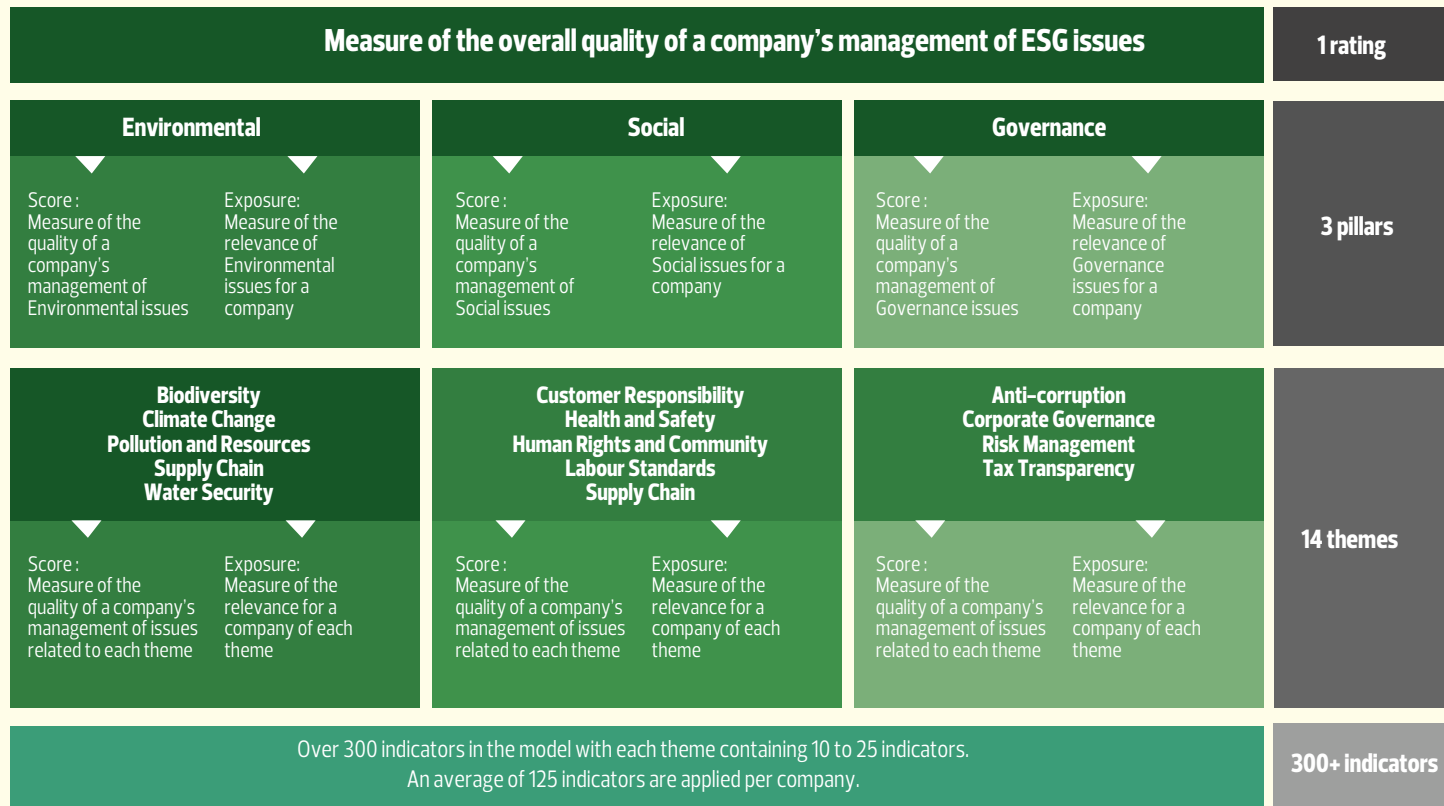 Measure of the overall quality of a company's management of ESG issues
1 rating
Environmental
Score :
Measure of the
quality of a
company's
management of
Environmental issues
Exposure:
Measure of the
relevance of
Environmental
issues for a
company
Social
Score :
Measure of the
quality of a
company's
management of
Social issues
Exposure:
Measure of the
relevance of
Social issues for a
company
Governance
Score :
Measure of the
quality of a
company's
management of
Governance issues
Exposure:
Measure of the
relevance of
Governance
issues for a
company
3 pillars
Biodiversity
Climate Change
Pollution and Resources
Supply Chain
Water Security
Score :
Measure of the
quality of a company's
management of issues
related to each theme
Exposure:
Measure of the
relevance for a
company of each
theme
Customer Responsibility
Health and Safety
Human Rights and Community
Labour Standards
Supply Chain
Score :
Measure of the
quality of a company's
management of issues
related to each theme
Exposure:
Measure of the
relevance for a
company of each
theme
Anti-corruption
Corporate Governance
Risk Management
Tax Transparency
Score :
Measure of the
quality of a company's
management of issues
related to each theme
Exposure:
Measure of the
relevance for a
company of each
theme
14 themes
Over 300 indicators in the model with each theme containing 10 to 25 indicators.
An average of 125 indicators are applied per company.
300+ indicators